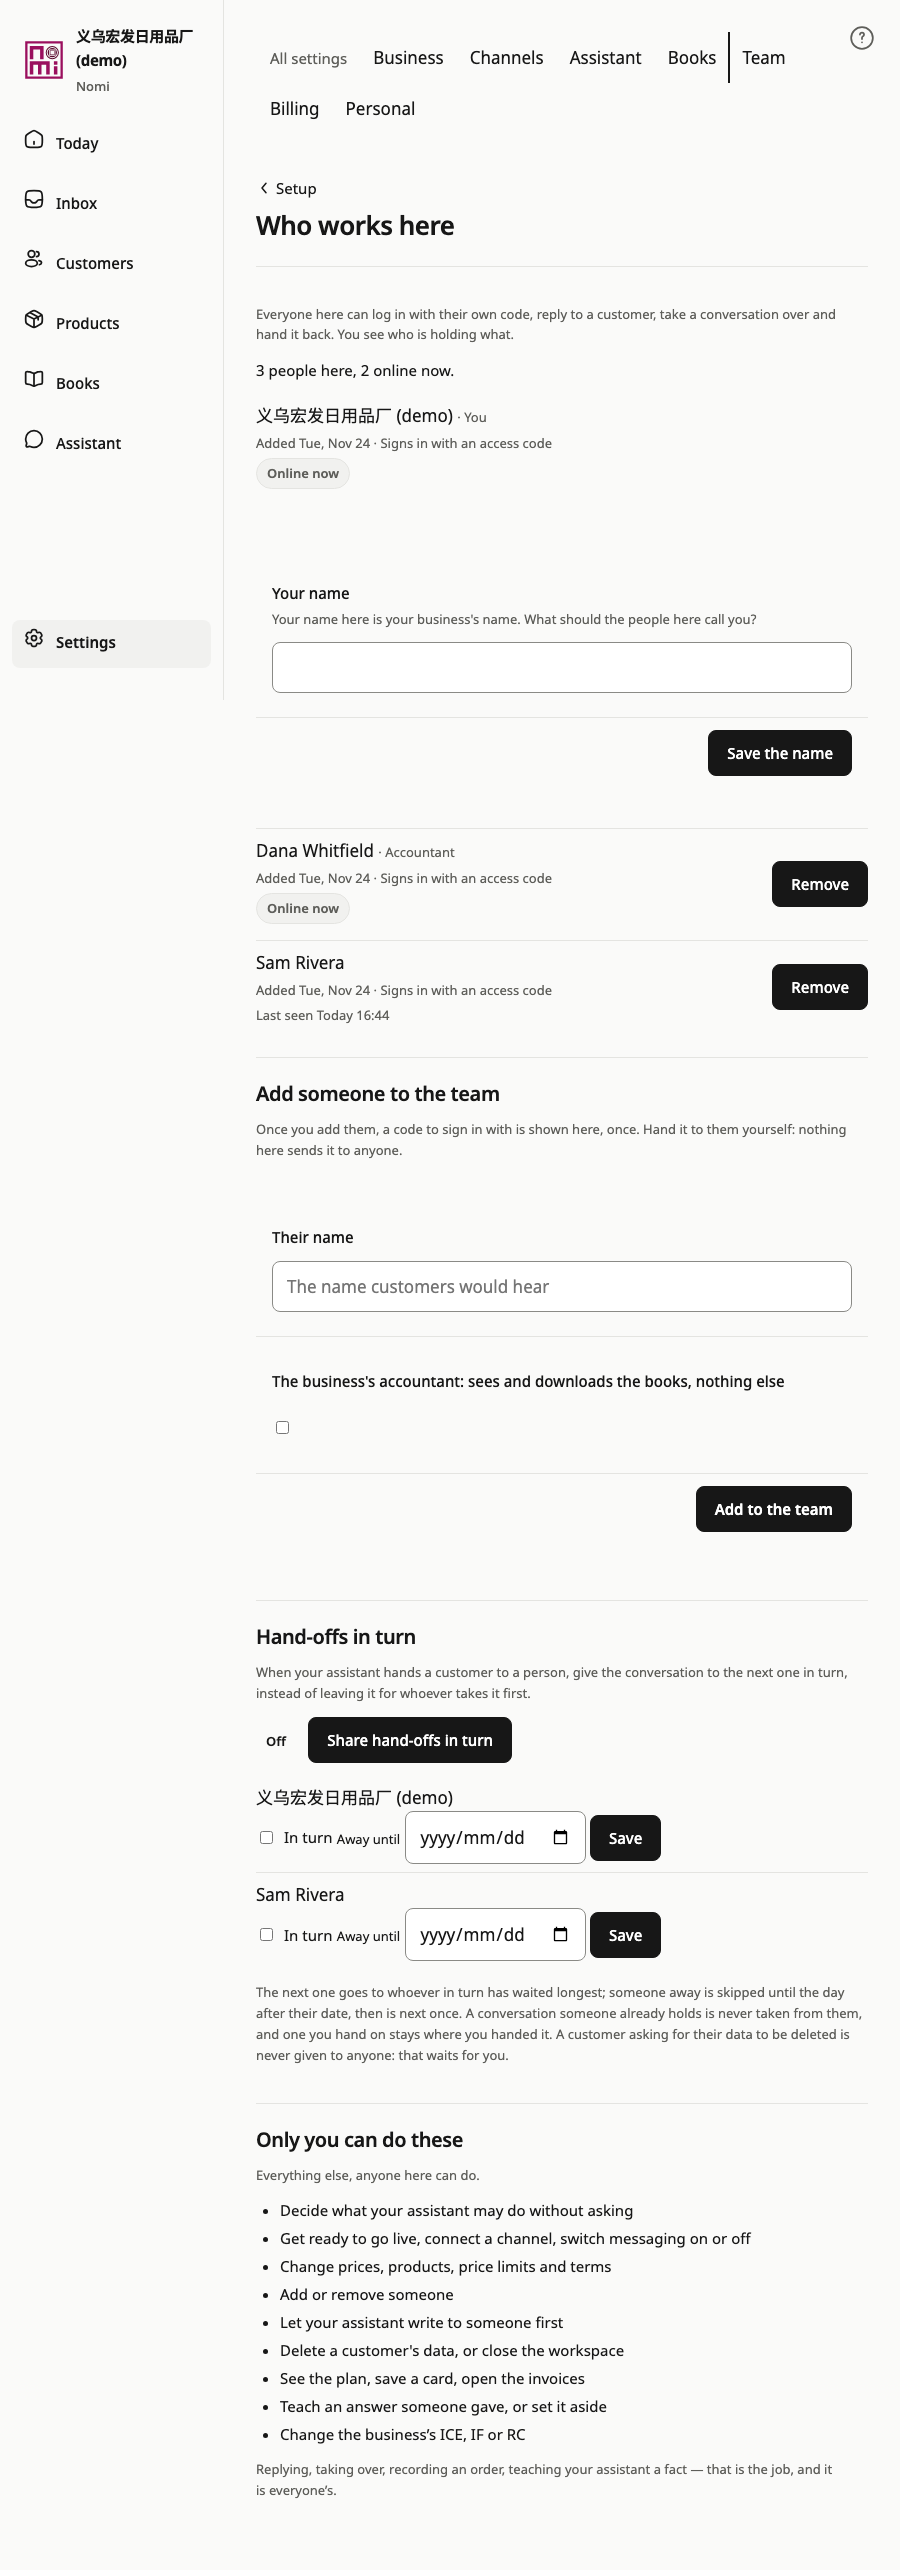 义乌宏发日用品厂
(demo)
Nomi
Today
Inbox
Customers
Products
Books
Assistant
Settings
All settings
Business
Channels
Assistant
Books
Team
Billing
Personal
Setup
Who works here
Everyone here can log in with their own code, reply to a customer, take a conversation over and
hand it back. You see who is holding what.
3 people here, 2 online now.
义乌宏发日用品厂 (demo) · You
Added Tue, Nov 24 · Signs in with an access code
Online now
Your name
Your name here is your business's name. What should the people here call you?
Save the name
Dana Whitfield · Accountant
Added Tue, Nov 24 · Signs in with an access code
Online now
Remove
Sam Rivera
Added Tue, Nov 24 · Signs in with an access code
Last seen Today 16:44
Remove
Add someone to the team
Once you add them, a code to sign in with is shown here, once. Hand it to them yourself: nothing
here sends it to anyone.
Their name
The name customers would hear
The business's accountant: sees and downloads the books, nothing else
Add to the team
Hand-offs in turn
When your assistant hands a customer to a person, give the conversation to the next one in turn,
instead of leaving it for whoever takes it first.
Off
Share hand-offs in turn
义乌宏发日用品厂 (demo)
In turn Away until yyyy/mm/dd Save
Sam Rivera
In turn Away until yyyy/mm/dd Save
The next one goes to whoever in turn has waited longest; someone away is skipped until the day
after their date, then is next once. A conversation someone already holds is never taken from them,
and one you hand on stays where you handed it. A customer asking for their data to be deleted is
never given to anyone: that waits for you.
Only you can do these
Everything else, anyone here can do.
• Decide what your assistant may do without asking
• Get ready to go live, connect a channel, switch messaging on or off
• Change prices, products, price limits and terms
• Add or remove someone
• Let your assistant write to someone first
• Delete a customer's data, or close the workspace
• See the plan, save a card, open the invoices
• Teach an answer someone gave, or set it aside
• Change the business’s ICE, IF or RC
Replying, taking over, recording an order, teaching your assistant a fact — that is the job, and it
is everyone’s.